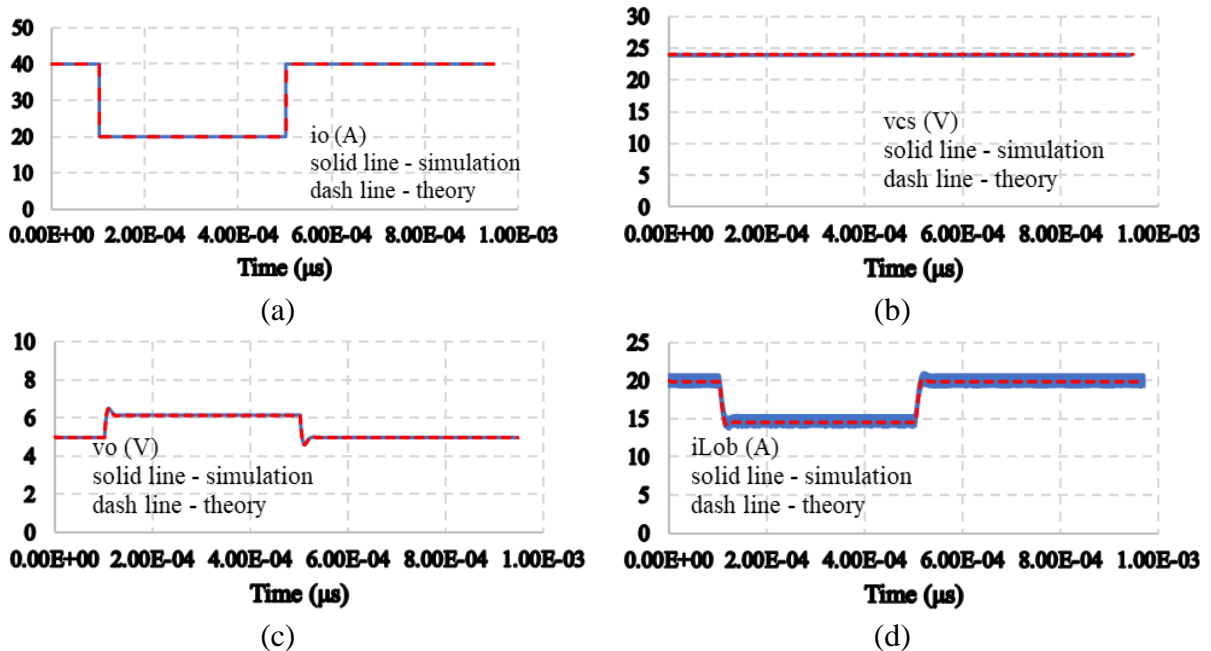 50
40
30
20
10
0
io (A)
solid line - simulation
dash line - theory
0.00E+00 2.00E-04 4.00E-04 6.00E-04 8.00E-04 1.00E-03
Time (μs)
(a)
30
25
20
15
10
5
0
vcs (V)
solid line - simulation
dash line - theory
0.00E+00 2.00E-04 4.00E-04 6.00E-04 8.00E-04 1.00E-03
Time (μs)
(b)
10
8
6
4
2
0
vo (V)
solid line - simulation
dash line - theory
0.00E+00 2.00E-04 4.00E-04 6.00E-04 8.00E-04 1.00E-03
Time (μs)
(c)
25
20
15
10
5
0
iLob (A)
solid line - simulation
dash line - theory
0.00E+00 2.00E-04 4.00E-04 6.00E-04 8.00E-04 1.00E-03
Time (μs)
(d)